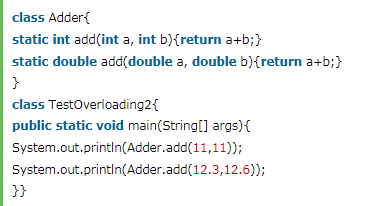 class Adder{
static int add(int a, int b){return a+b;}
static double add(double a, double b){return a+b;}
}
class TestOverloading2{
public static void main(String[] args){
System.out.println(Adder.add(11,11));
System.out.println(Adder.add(12.3,12.6));
}}